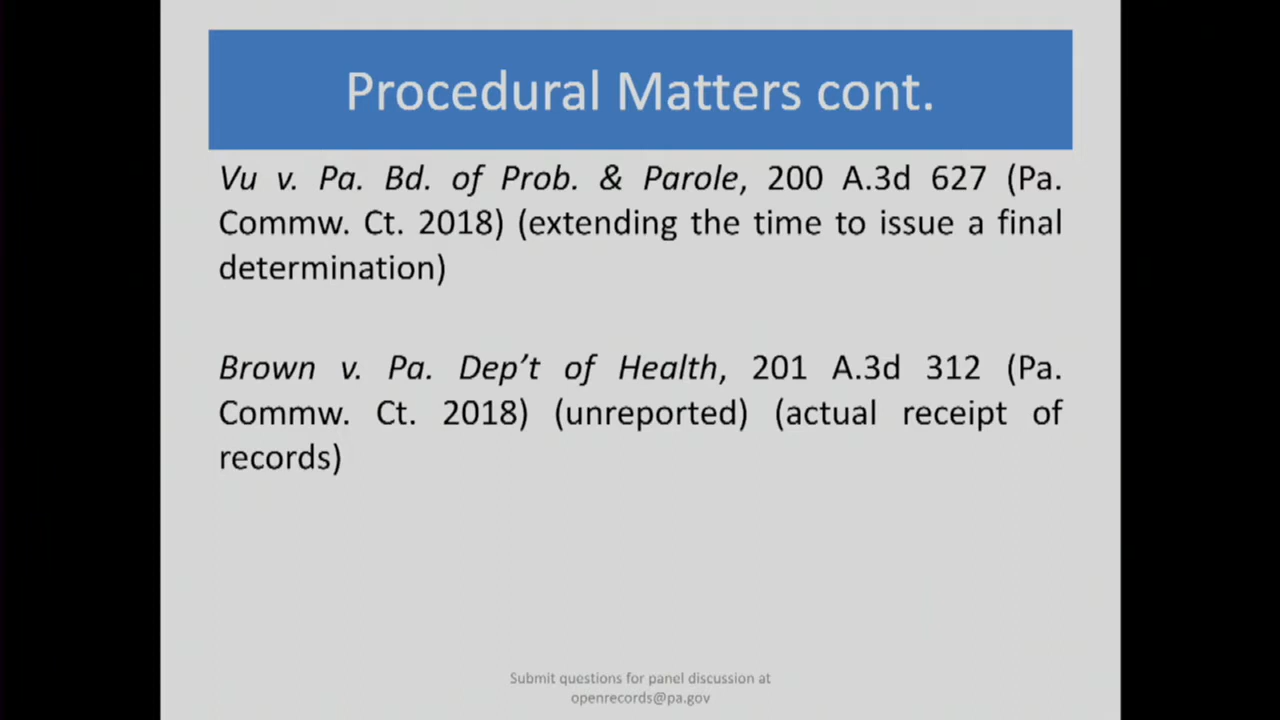 Procedural Matters cont.
Vu v. Pa. Bd. of Prob. & Parole, 200 A.3d 627 (Pa.
Commw. Ct. 2018) (extending the time to issue a final
determination)
Brown v. Pa. Dep’t of Health, 201 A.3d 312 (Pa.
Commw. Ct. 2018) (unreported) (actual receipt of
records)
Submit questions for panel discussion at
openrecords@pa.gov